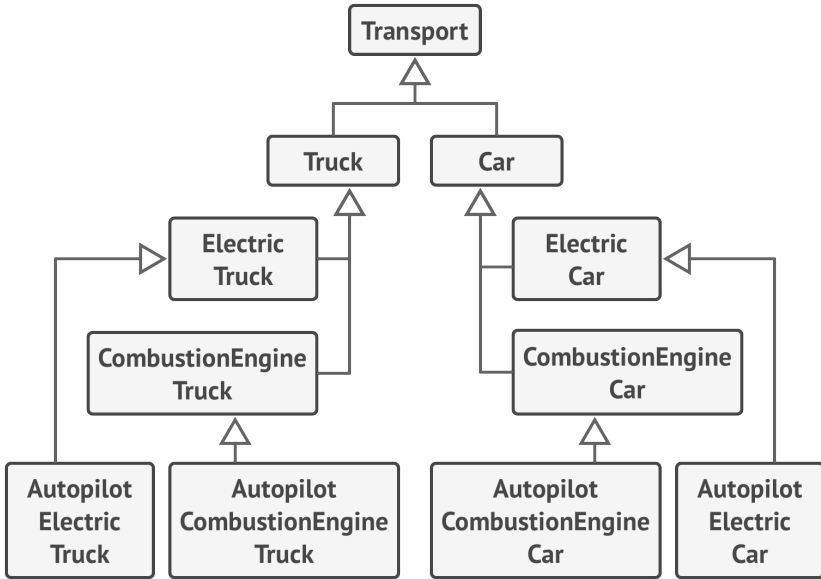 Transport
Truck
Car
Electric
Truck
Electric
Car
CombustionEngine
Truck
CombustionEngine
Car
Autopilot
Electric
Truck
Autopilot
CombustionEngine
Truck
Autopilot
CombustionEngine
Car
Autopilot
Electric
Car